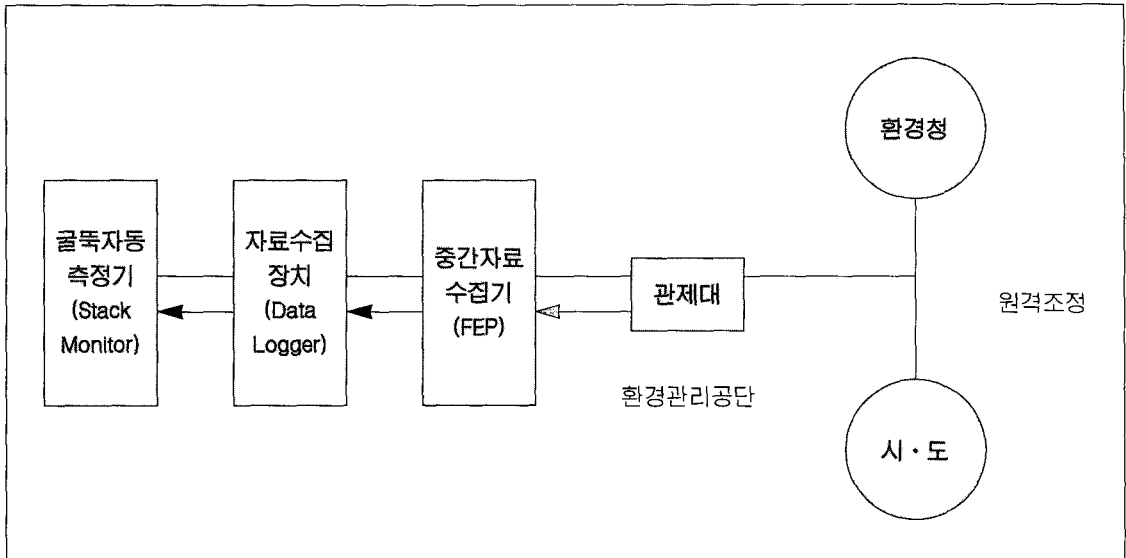 굴뚝자동
측정기
(Stack
Monitor)
자료수집
장치
(Data
Logger)
중간자료
수집기
(FEP)
관제대
환경관리공단
환경청
시·도
원격조정